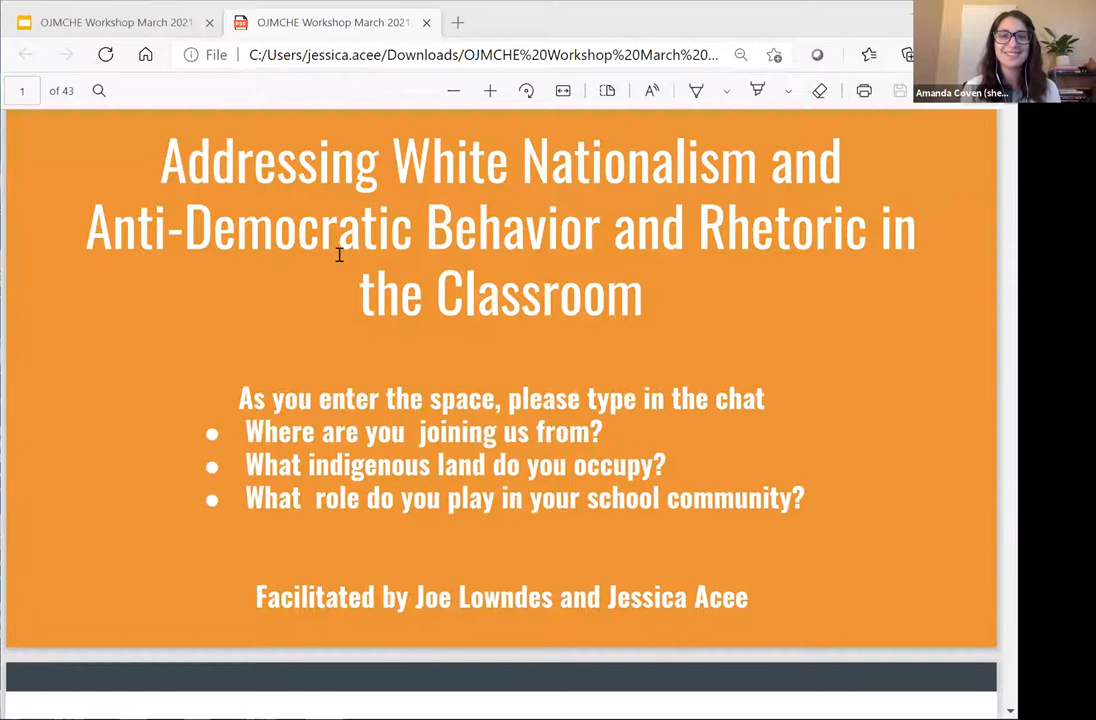 OJMCHE Workshop March 2021
OJMCHE Workshop March 2021.
File
C:/Users/jessica.acee/Downloads/OJMCHE%20Workshop%20March%20...
1 of 43
Amanda Coven (she...
Addressing White Nationalism and
Anti-Democratic Behavior and Rhetoric in
the Classroom
As you enter the space, please type in the chat
● Where are you joining us from?
● What indigenous land do you occupy?
● What role do you play in your school community?
Facilitated by Joe Lowndes and Jessica Acee